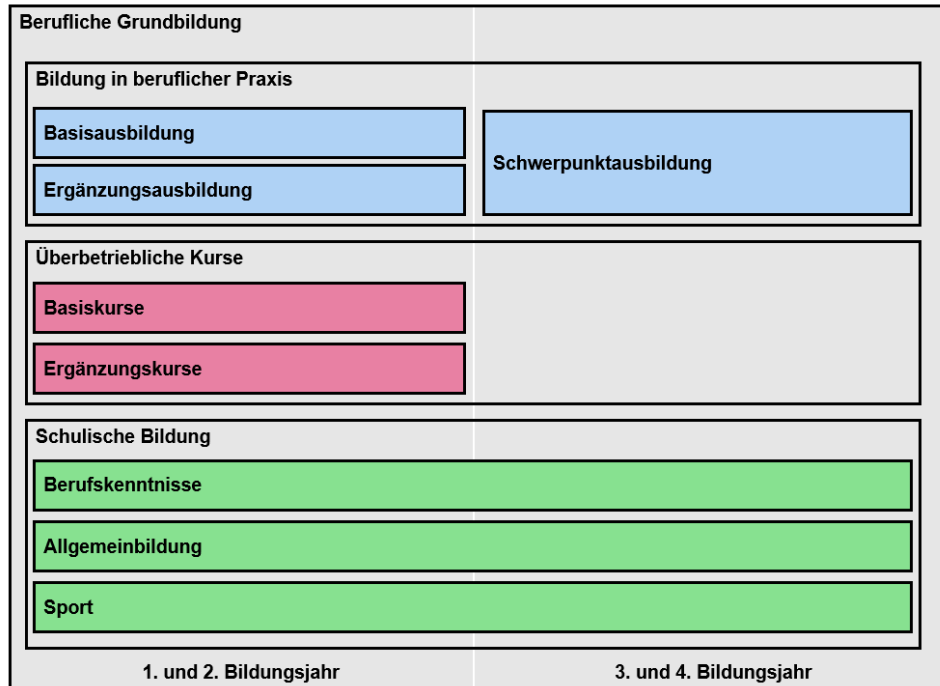 Berufliche Grundbildung
Bildung in beruflicher Praxis
Basisausbildung
Ergänzungsausbildung
Schwerpunktausbildung
Überbetriebliche Kurse
Basiskurse
Ergänzungskurse
Schulische Bildung
Berufskenntnisse
Allgemeinbildung
Sport
1. und 2. Bildungsjahr
3. und 4. Bildungsjahr